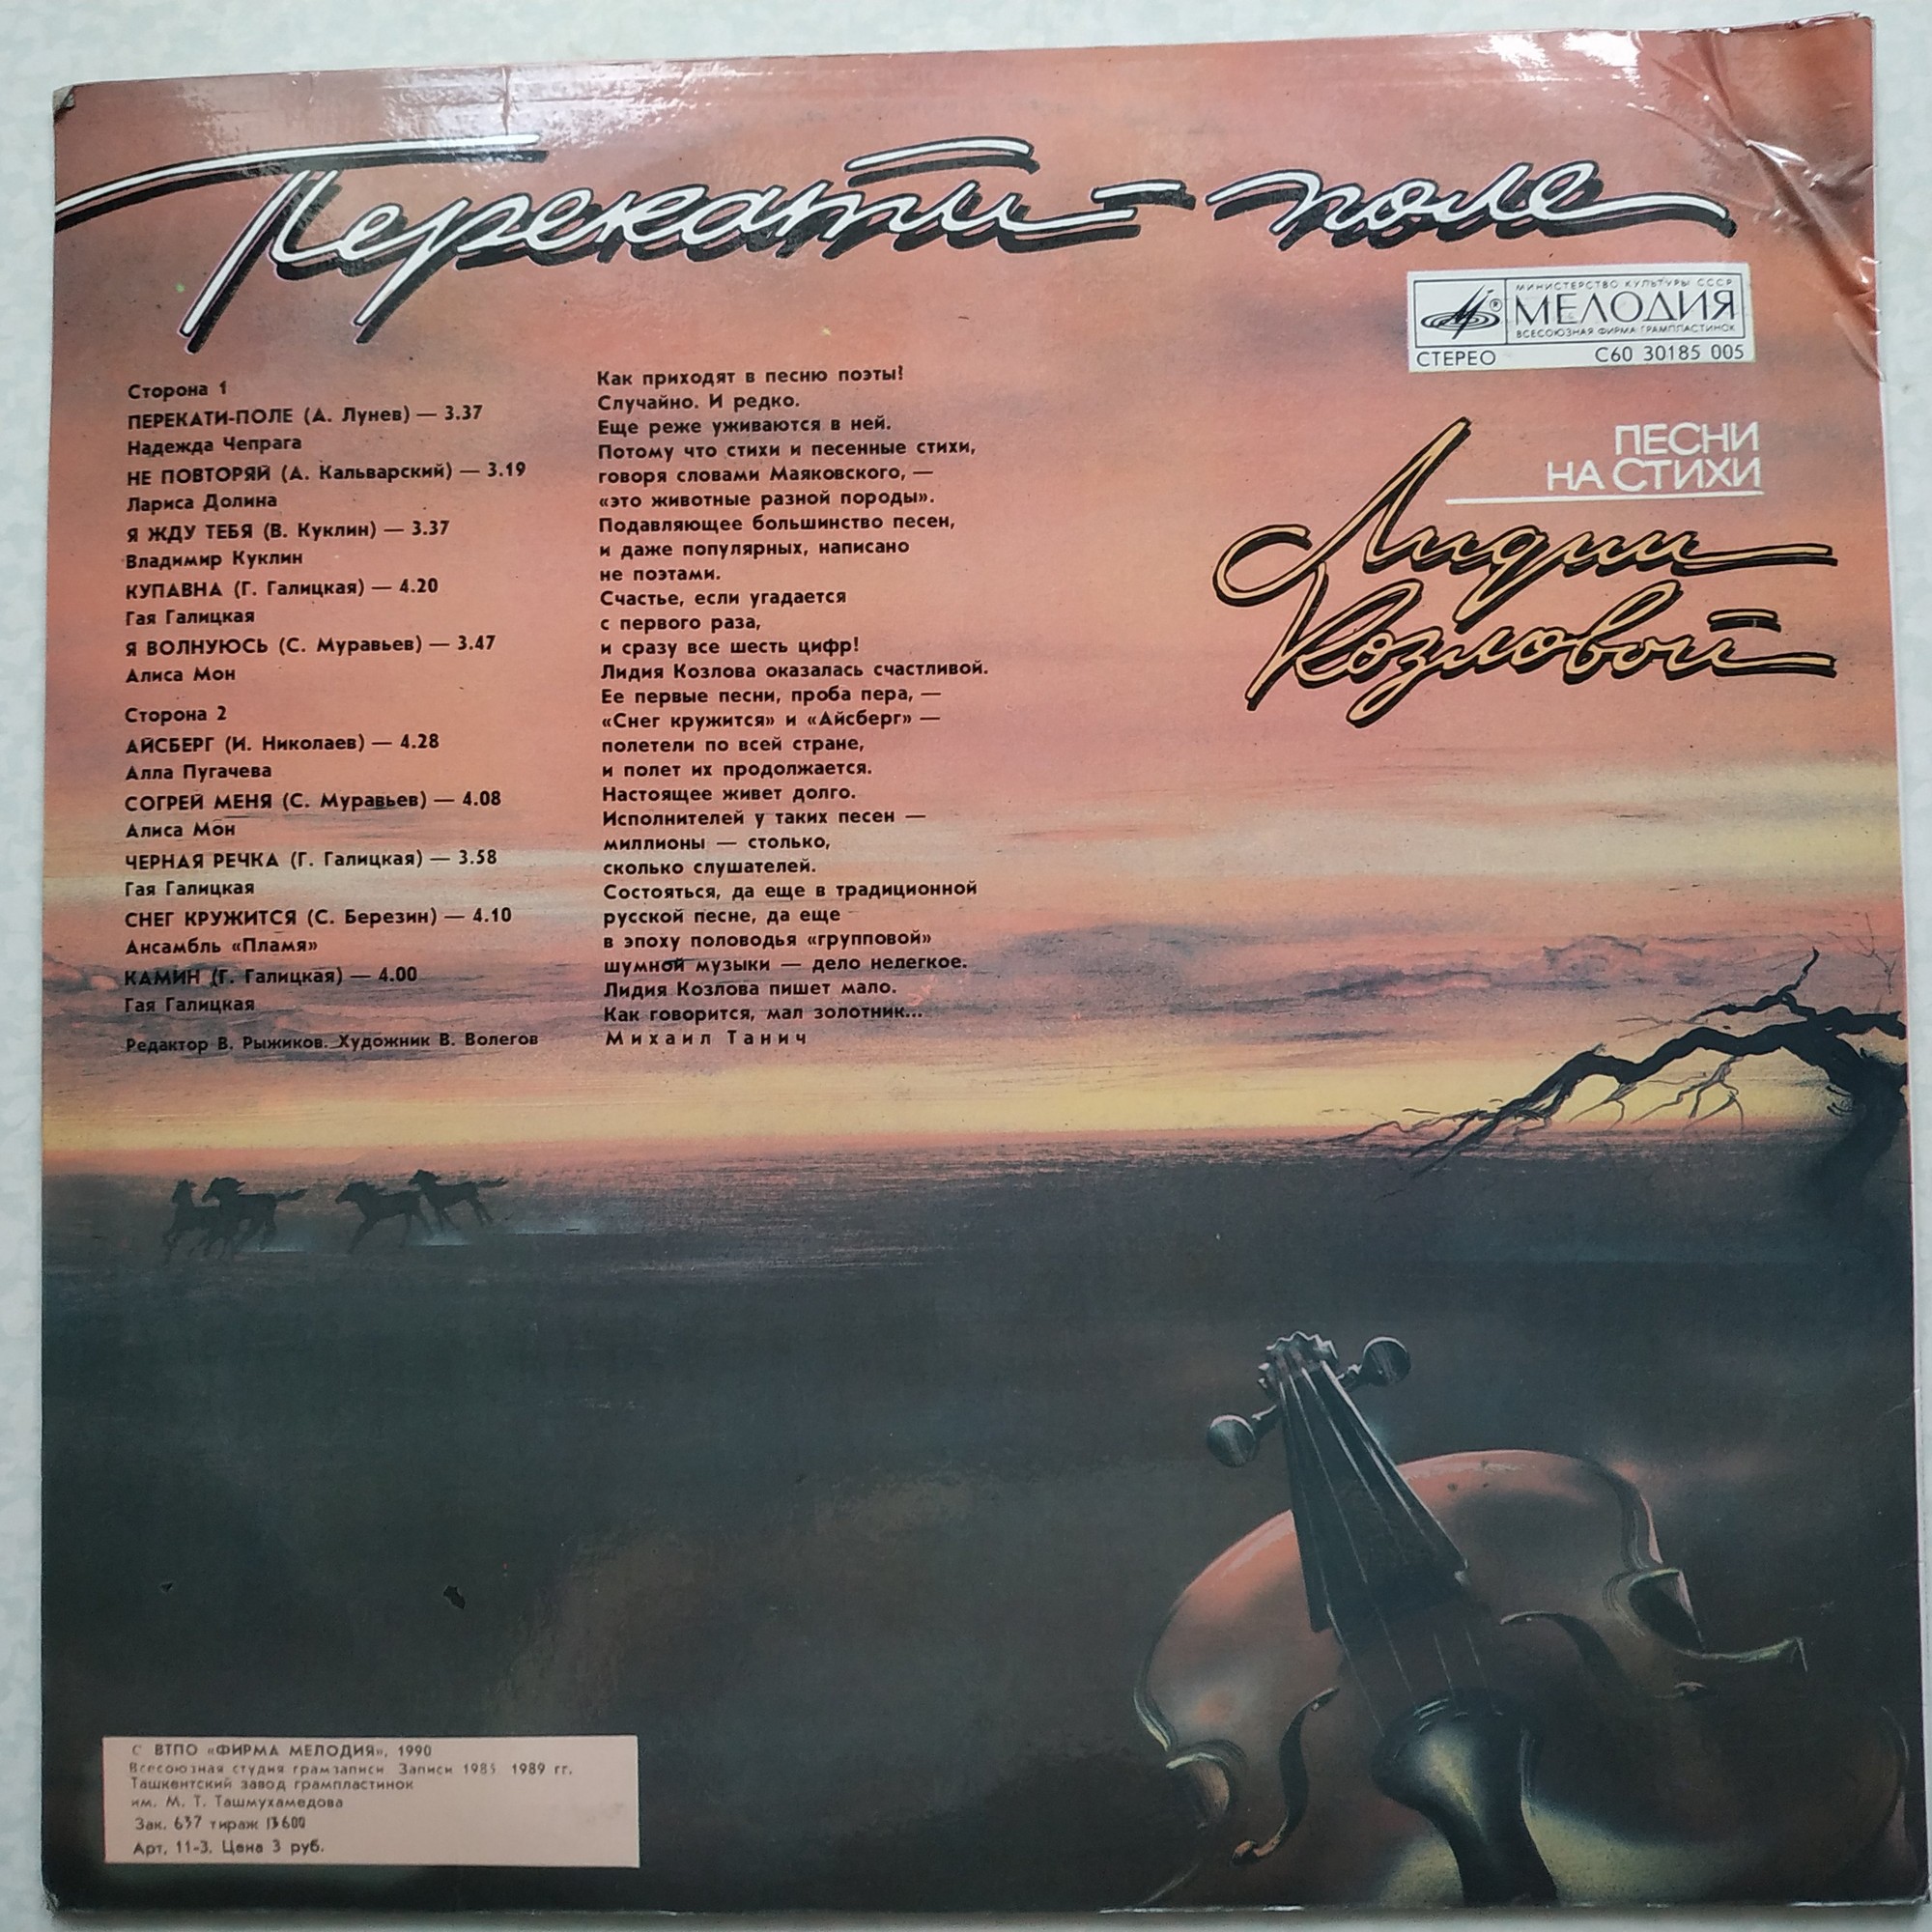 Перекати-поле
МИНИСТЕРСТВО КУЛЬТУРЫ СССР
МЕЛОДИЯ
ВСЕСОЮЗНАЯ ФИРМА ГРАМПЛАСТИНОК
СТЕРЕО С60 30185 005
ПЕСНИ
НА СТИХИ
Лидии
Козловой
Сторона 1
ПЕРЕКАТИ-ПОЛЕ (А. Лунев) — 3.37
Надежда Чепрага
НЕ ПОВТОРЯЙ (А. Кальварский) — 3.19
Лариса Долина
Я ЖДУ ТЕБЯ (В. Куклин) — 3.37
Владимир Куклин
КУПАВНА (Г. Галицкая) — 4.20
Гая Галицкая
Я ВОЛНУЮСЬ (С. Муравьев) — 3.47
Алиса Мон
Сторона 2
АЙСБЕРГ (И. Николаев) — 4.28
Алла Пугачева
СОГРЕЙ МЕНЯ (С. Муравьев) — 4.08
Алиса Мон
ЧЕРНАЯ РЕЧКА (Г. Галицкая) — 3.58
Гая Галицкая
СНЕГ КРУЖИТСЯ (С. Березин) — 4.10
Ансамбль «Пламя»
КАМИН (Г. Галицкая) — 4.00
Гая Галицкая
Редактор В. Рыжиков. Художник В. Волегов
Как приходят в песню поэты?
Случайно. И редко.
Еще реже уживаются в ней.
Потому что стихи и песенные стихи,
говоря словами Маяковского, —
«это животные разной породы».
Подавляющее большинство песен,
и даже популярных, написано
не поэтами.
Счастье, если угадается
с первого раза,
и сразу все шесть цифр!
Лидия Козлова оказалась счастливой.
Ее первые песни, проба пера, —
«Снег кружится» и «Айсберг» —
полетели по всей стране,
и полет их продолжается.
Настоящее живет долго.
Исполнителей у таких песен —
миллионы — столько,
сколько слушателей.
Состояться, да еще в традиционной
русской песне, да еще
в эпоху половодья «групповой»
шумной музыки — дело нелегкое.
Лидия Козлова пишет мало.
Как говорится, мал золотник...
Михаил Танич
С ВТПО «ФИРМА МЕЛОДИЯ», 1990
Всесоюзная студия грамзаписи. Записи 1989 гг.
Ташкентский завод грампластинок
им. М. Т. Ташмухамедова
Зак. 637 тираж 13600
Арт. 11-3. Цена 3 руб.